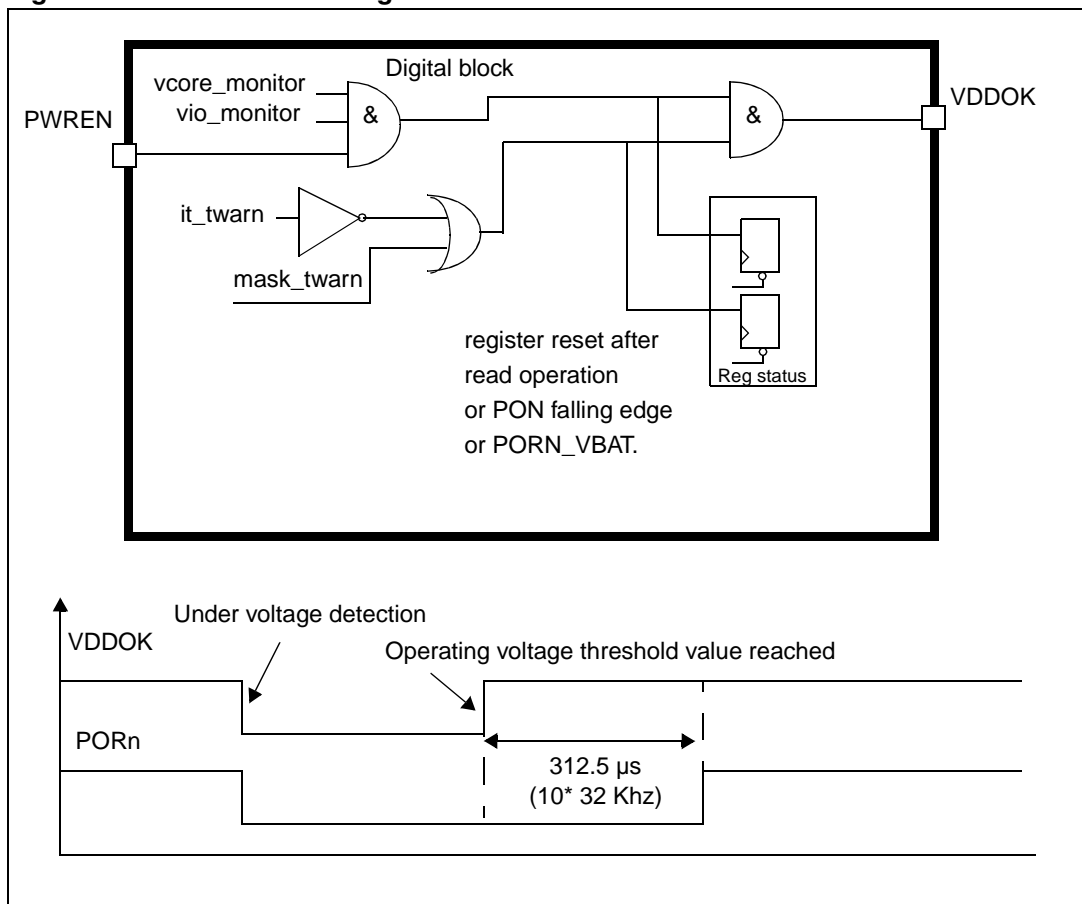 Digital block
vcore_monitor
vio_monitor
&
&
PWREN
VDDOK
it_twarn
mask_twarn
register reset after
read operation
or PON falling edge
or PORN_VBAT.
Reg status
Under voltage detection
VDDOK
Operating voltage threshold value reached
PORn
312.5 µs
(10* 32 Khz)